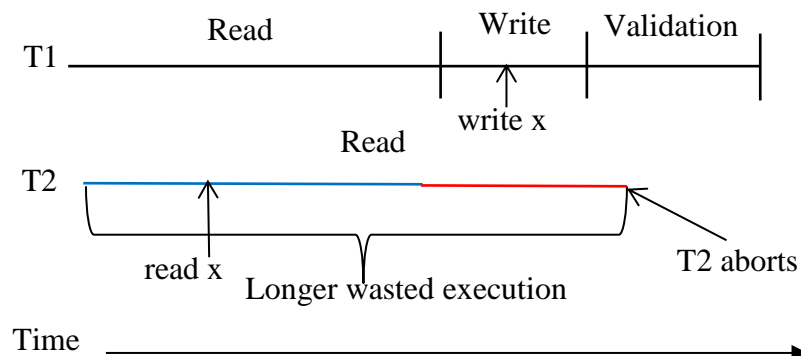 Read Write Validation
T1
write x
Read
T2
read x
T2 aborts
Longer wasted execution
Time